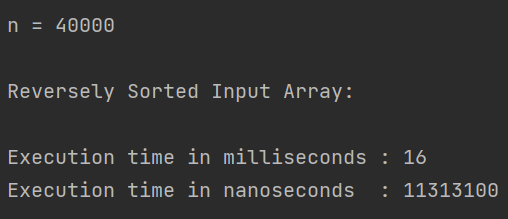 n = 40000
Reversely Sorted Input Array:
Execution time in milliseconds : 16
Execution time in nanoseconds  : 11313100